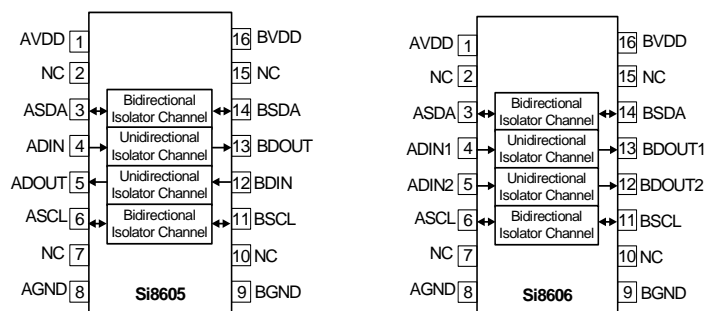 AVDD 1 16 BVDD
NC 2 15 NC
ASDA 3 Bidirectional Isolator Channel 14 BSDA
ADIN 4 Unidirectional Isolator Channel 13 BDOUT
ADOUT 5 Unidirectional Isolator Channel 12 BDIN
ASCL 6 Bidirectional Isolator Channel 11 BSCL
NC 7 10 NC
AGND 8 Si8605 9 BGND
AVDD 1 16 BVDD
NC 2 15 NC
ASDA 3 Bidirectional Isolator Channel 14 BSDA
ADIN1 4 Unidirectional Isolator Channel 13 BDOUT1
ADIN2 5 Unidirectional Isolator Channel 12 BDOUT2
ASCL 6 Bidirectional Isolator Channel 11 BSCL
NC 7 10 NC
AGND 8 Si8606 9 BGND